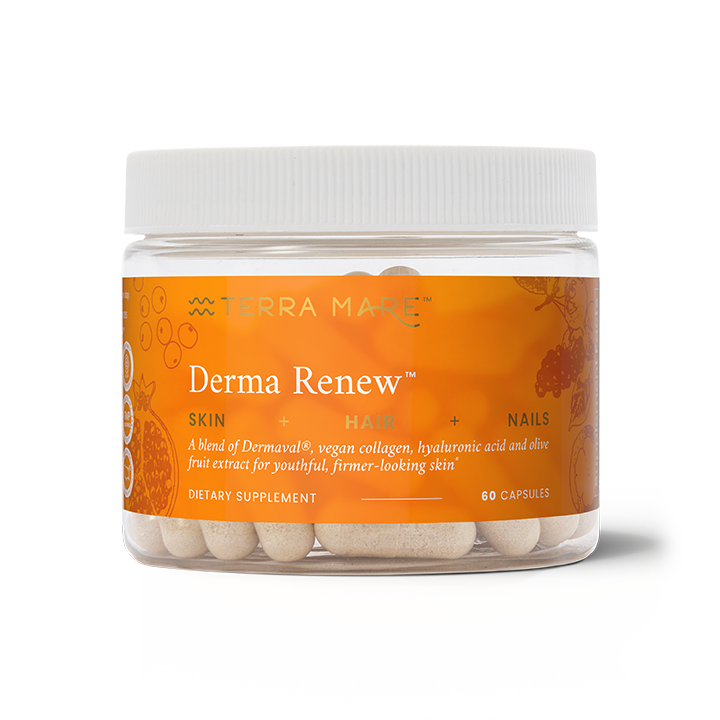 TERRA MARE™
Derma Renew™
SKIN + HAIR + NAILS
A blend of Dermaval®, vegan collagen, hyaluronic acid and olive
fruit extract for youthful, firmer-looking skin*
DIETARY SUPPLEMENT
60 CAPSULES